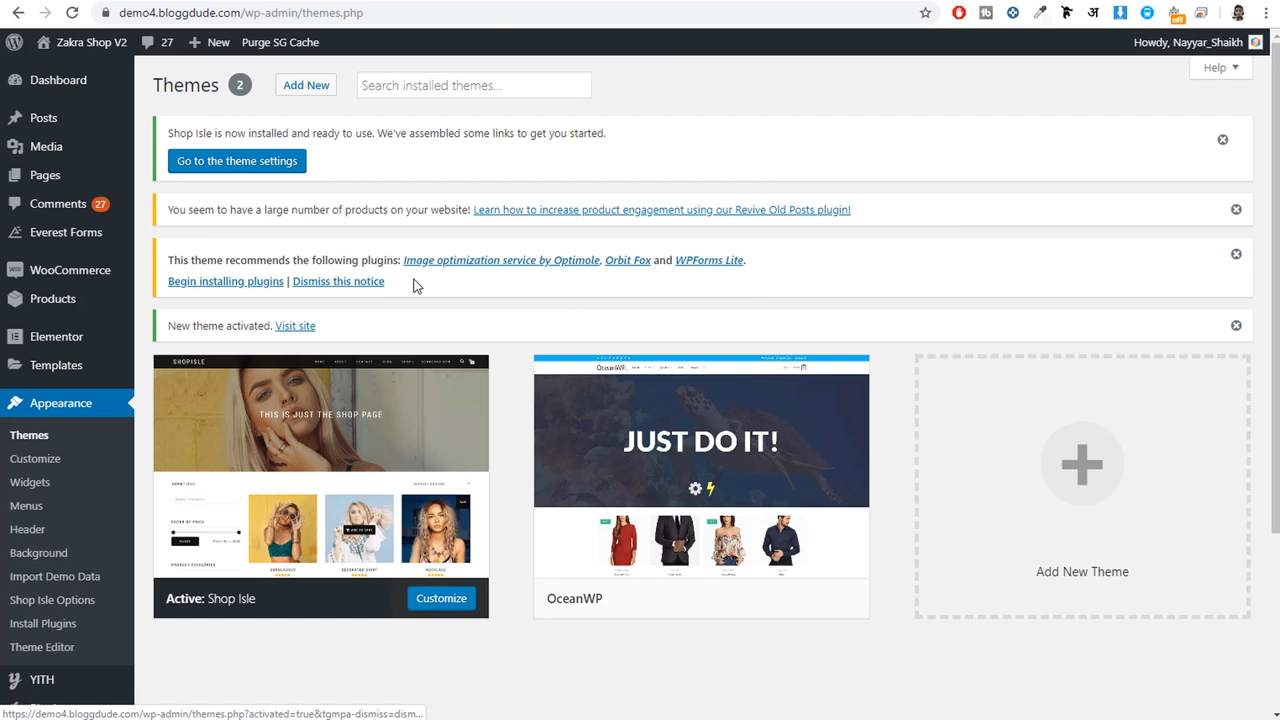 demo4.bloggdude.com/wp-admin/themes.php
off
Zakra Shop V2 27 New Purge SG Cache Howdy, Nayyar_Shaikh
Dashboard
Posts
Media
Pages
Comments 27
Everest Forms
WooCommerce
Products
Elementor
Templates
Appearance
Themes
Customize
Widgets
Menus
Header
Background
Import Demo Data
Shop Isle Options
Install Plugins
Theme Editor
YITH
Help
Themes 2 Add New Search installed themes...
Shop Isle is now installed and ready to use. We've assembled some links to get you started.
Go to the theme settings
You seem to have a large number of products on your website! Learn how to increase product engagement using our Revive Old Posts plugin!
This theme recommends the following plugins: Image optimization service by Optimole, Orbit Fox and WPForms Lite.
Begin installing plugins | Dismiss this notice
New theme activated. Visit site
SHOPISLE
THIS IS JUST THE SHOP PAGE
Active: Shop Isle Customize
OceanWP.
JUST DO IT!
OceanWP
Add New Theme
https://demo4.bloggdude.com/wp-admin/themes.php?activated=true&tgmpa-dismiss=dism...